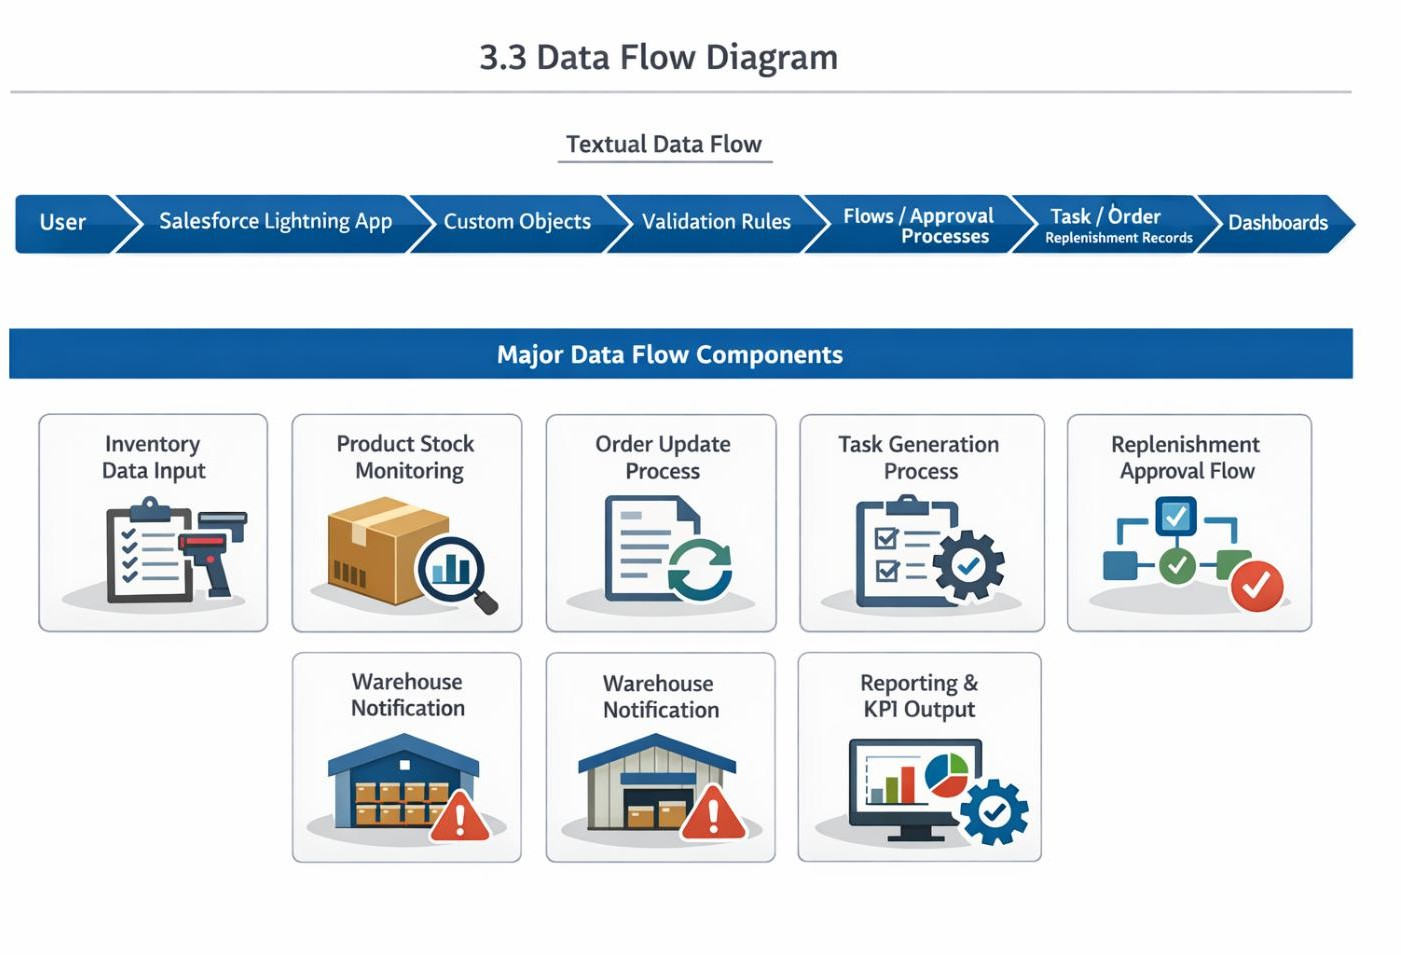 3.3 Data Flow Diagram
Textual Data Flow
User
Salesforce Lightning App
Custom Objects
Validation Rules
Flows / Approval
Processes
Task / Order
Replenishment Records
Dashboards
Major Data Flow Components
Inventory
Data Input
Product Stock
Monitoring
Order Update
Process
Task Generation
Process
Replenishment
Approval Flow
Warehouse
Notification
Warehouse
Notification
Reporting &
KPI Output